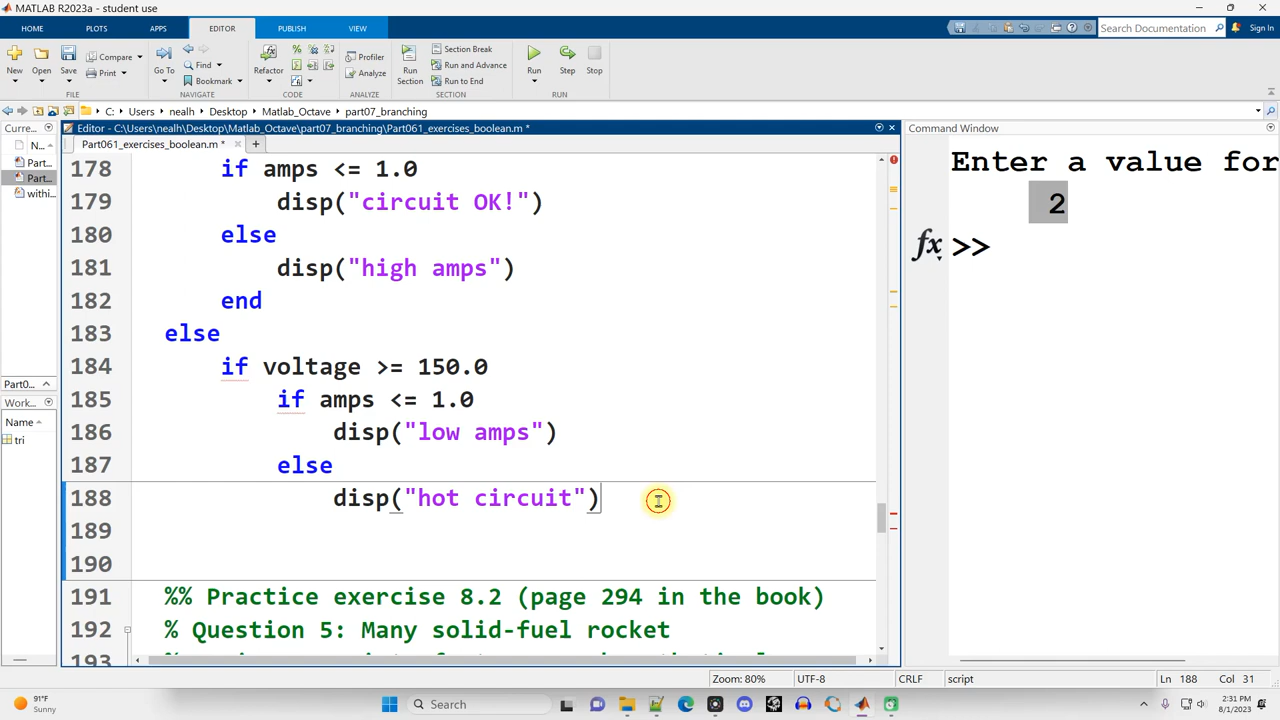 MATLAB R2023a - student use
HOME PLOTS APPS EDITOR PUBLISH VIEW
Search Documentation Sign In
New Open Save Compare Print Go To Find Bookmark Refactor Profiler Analyze Run Section Section Break Run and Advance Run to End Run Step Stop
FILE NAVIGATE CODE ANALYZE SECTION RUN
C: Users nealh Desktop Matlab_Octave part07_branching
Curre... Editor - C:\Users\nealh\Desktop\Matlab_Octave\part07_branching\Part061_exercises_boolean.m * Command Window
N... Part061_exercises_boolean.m * +
Part...
Part...
withi...
Part0...
Work...
Name
tri
178 if amps <= 1.0
179 disp("circuit OK!")
180 else
181 disp("high amps")
182 end
183 else
184 if voltage >= 150.0
185 if amps <= 1.0
186 disp("low amps")
187 else
188 disp("hot circuit")
189
190
191 %% Practice exercise 8.2 (page 294 in the book)
192 % Question 5: Many solid-fuel rocket
193
Enter a value for
2
fx >>
Zoom: 80% UTF-8 CRLF script Ln 188 Col 31
91°F
Sunny
Search
2:31 PM
8/1/2023